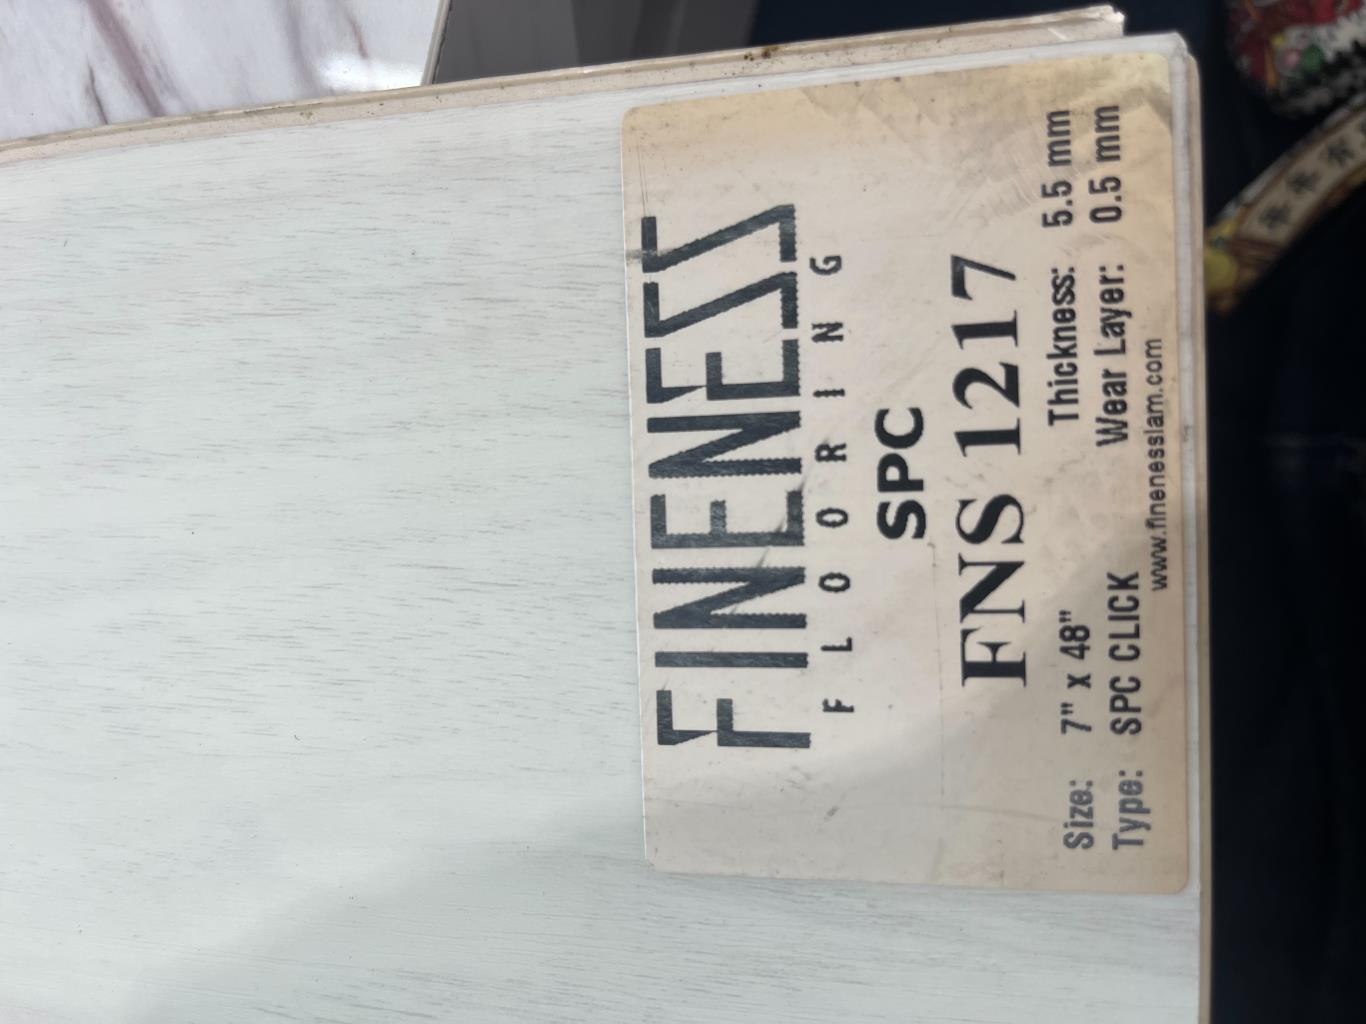 FINENESS
FLOORING
SPC
FNS 1217
Size: 7" x 48" Thickness: 5.5 mm
Type: SPC CLICK Wear Layer: 0.5 mm
www.finenesslam.com